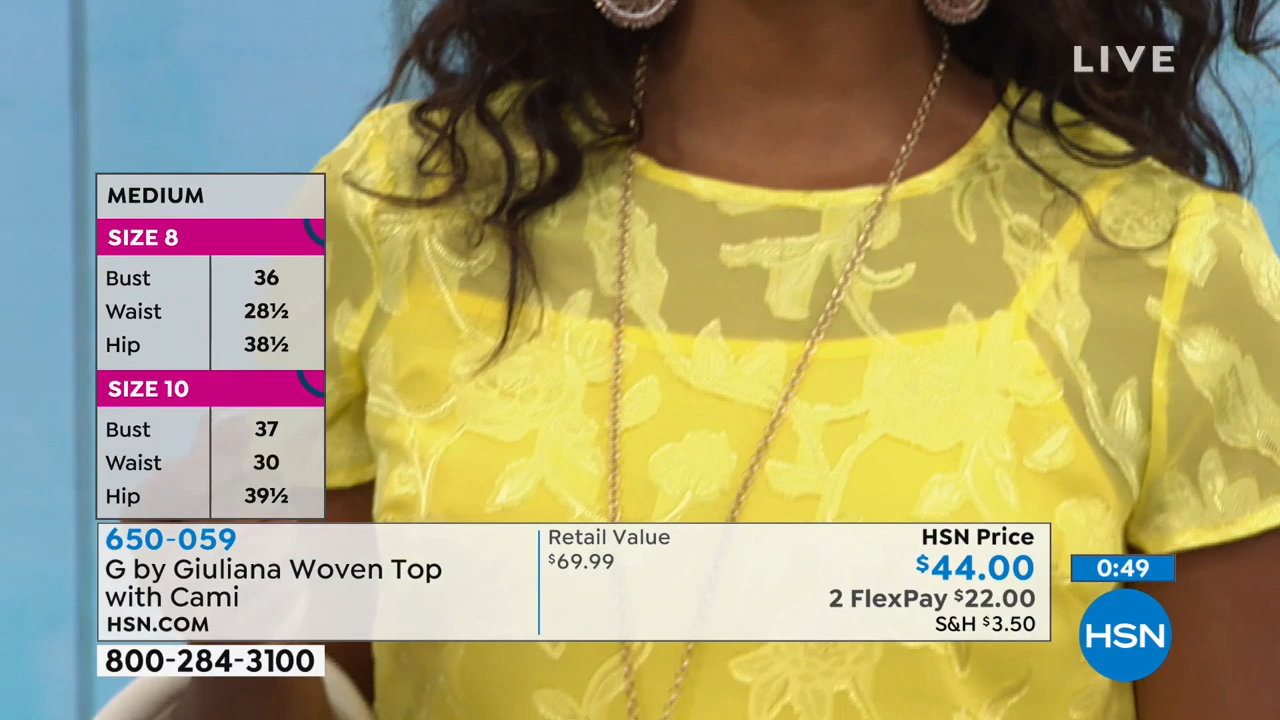 LIVE
MEDIUM
SIZE 8
Bust 36
Waist 28½
Hip 38½
SIZE 10
Bust 37
Waist 30
Hip 39½
650-059
G by Giuliana Woven Top
with Cami
HSN.COM
Retail Value
$69.99
HSN Price
$44.00
2 FlexPay $22.00
S&H $3.50
0:49
HSN
800-284-3100